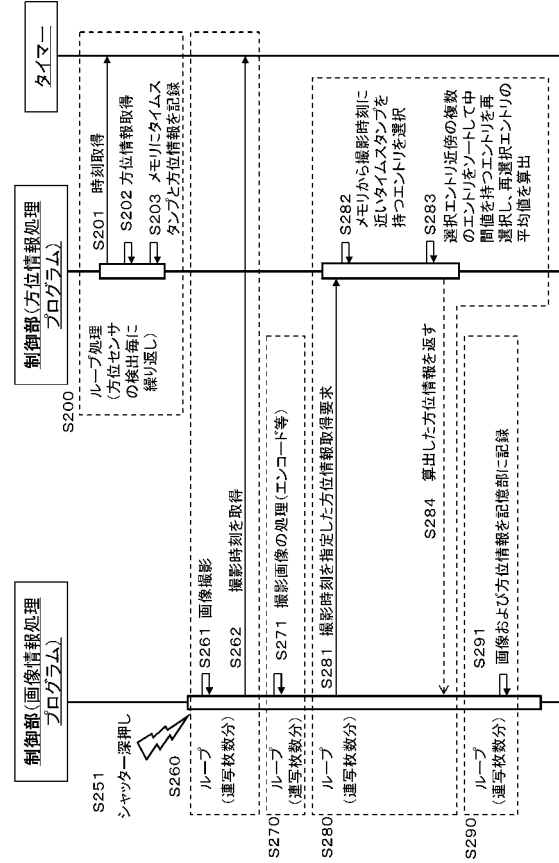 制御部(画像情報処理
プログラム)
制御部(方位情報処理
プログラム)
タイマー
S200
ループ処理
(方位センサ
の検出毎に
繰り返し)
S201 時刻取得
S202 方位情報取得
S203 メモリにタイムス
タンプと方位情報を記録
S251
シャッター深押し
S260
ループ
(連写枚数分)
S261 画像撮影
S262 撮影時刻を取得
S270
ループ
(連写枚数分)
S271 撮影画像の処理(エンコード等)
S280
ループ
(連写枚数分)
S281 撮影時刻を指定した方位情報取得要求
S282
メモリから撮影時刻に
近いタイムスタンプを
持つエントリを選択
S283
選択エントリ近傍の複数
のエントリをソートして中
間値を持つエントリを再
選択し、再選択エントリの
平均値を算出
S284 算出した方位情報を返す
S290
ループ
(連写枚数分)
S291
画像および方位情報を記憶部に記録